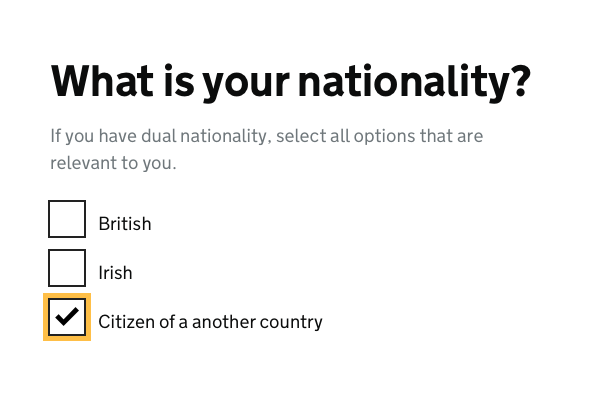 What is your nationality?
If you have dual nationality, select all options that are
relevant to you.
British
Irish
Citizen of a another country